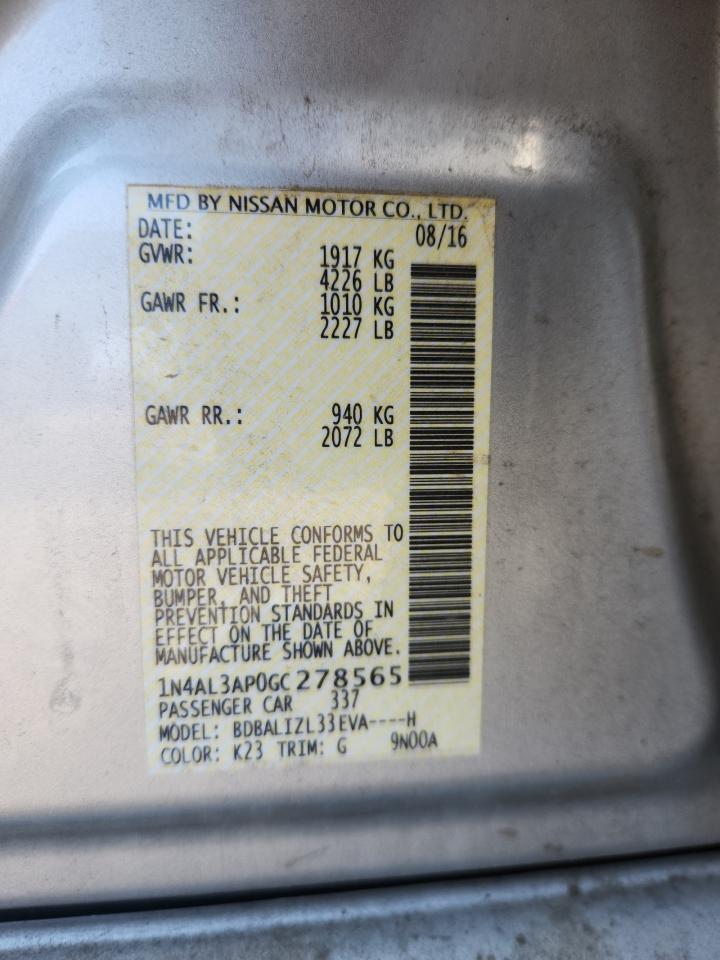 MFD BY NISSAN MOTOR CO., LTD.
DATE: 08/16
GVWR: 1917 KG
4226 LB
GAWR FR.: 1010 KG
2227 LB
GAWR RR.: 940 KG
2072 LB
THIS VEHICLE CONFORMS TO
ALL APPLICABLE FEDERAL
MOTOR VEHICLE SAFETY,
BUMPER, AND THEFT
PREVENTION STANDARDS IN
EFFECT ON THE DATE OF
MANUFACTURE SHOWN ABOVE.
1N4AL3AP0GC278565
PASSENGER CAR 337
MODEL: BDBALIZL33EVA----H
COLOR: K23 TRIM: G 9N00A